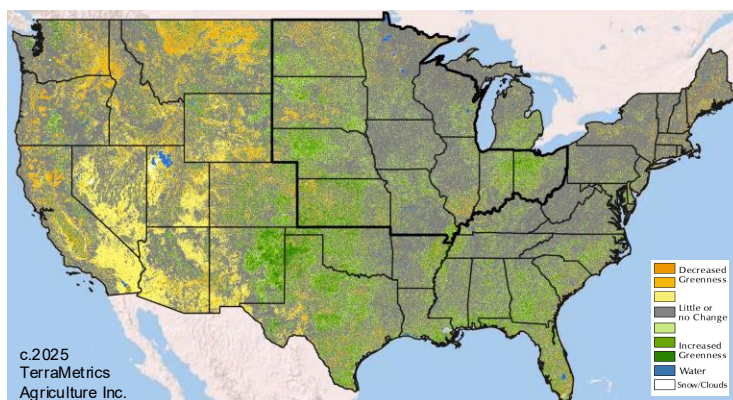 Decreased
Greenness
Little or
no Change
Increased
Greenness
Water
Snow/Clouds
c.2025
TerraMetrics
Agriculture Inc.